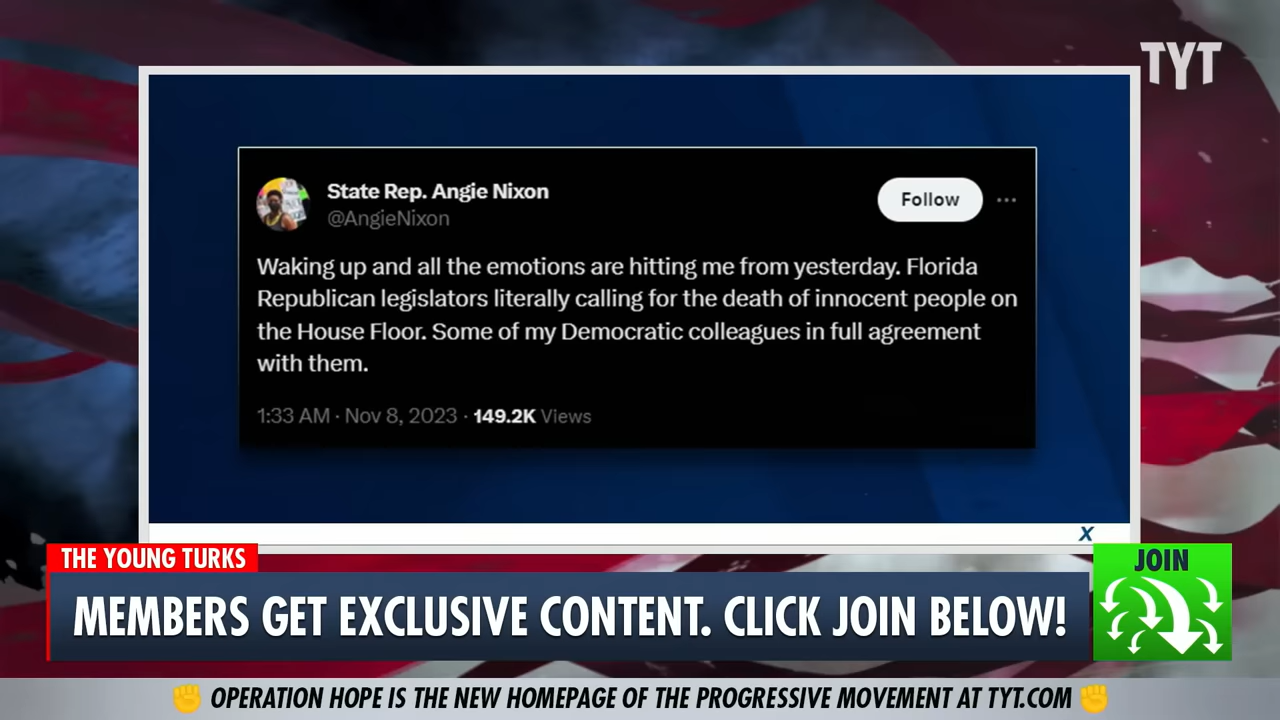 TYT
State Rep. Angie Nixon
@AngieNixon
Follow
Waking up and all the emotions are hitting me from yesterday. Florida
Republican legislators literally calling for the death of innocent people on
the House Floor. Some of my Democratic colleagues in full agreement
with them.
1:33 AM · Nov 8, 2023 · 149.2K Views
X
THE YOUNG TURKS
MEMBERS GET EXCLUSIVE CONTENT. CLICK JOIN BELOW!
JOIN
OPERATION HOPE IS THE NEW HOMEPAGE OF THE PROGRESSIVE MOVEMENT AT TYT.COM